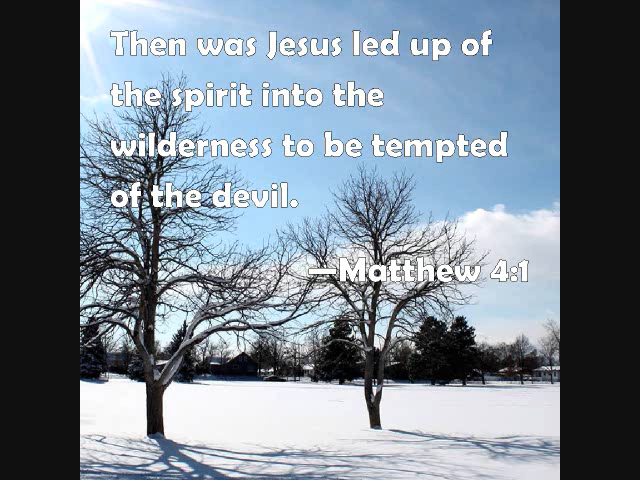 Then was Jesus led up of
the spirit into the
wilderness to be tempted
of the devil.
—Matthew 4:1